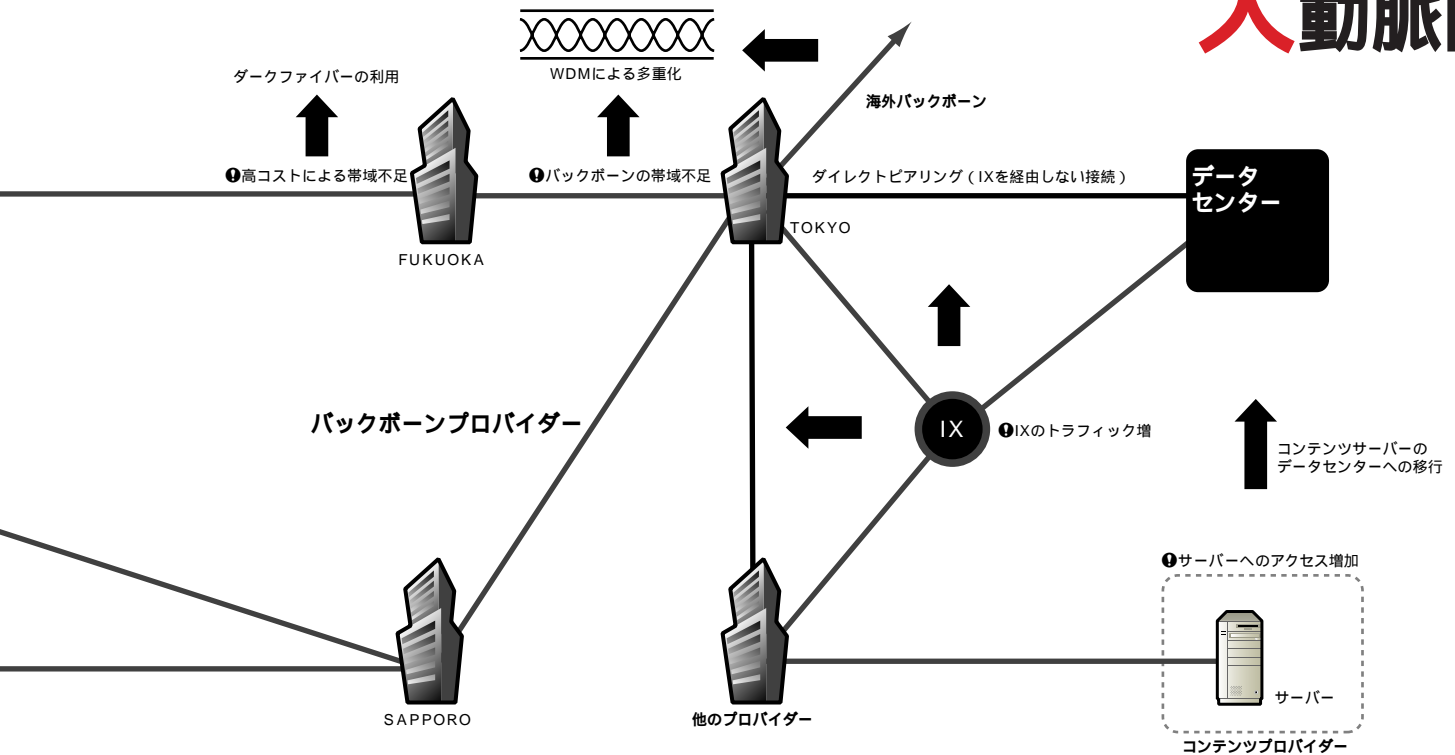 動脈
WDMによる多重化
ダークファイバーの利用
海外バックボーン
❗高コストによる帯域不足
❗バックボーンの帯域不足
ダイレクトピアリング（IXを経由しない接続）
データ
センター
TOKYO
FUKUOKA
バックボーンプロバイダー
IX
❗IXのトラフィック増
コンテンツサーバーの
データセンターへの移行
❗サーバーへのアクセス増加
サーバー
SAPPORO
他のプロバイダー
コンテンツプロバイダー